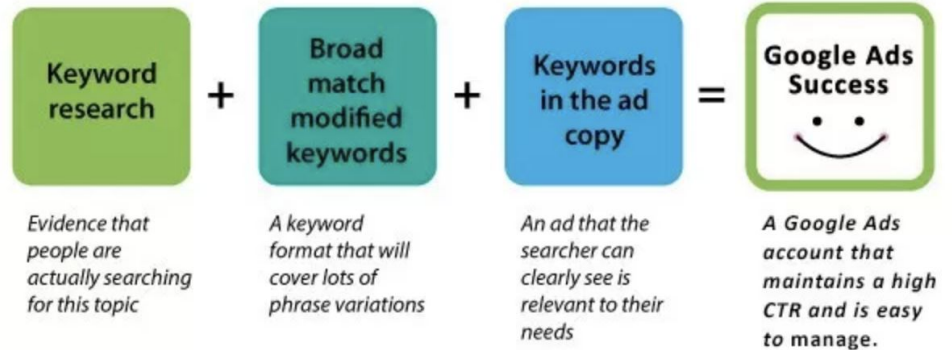 Keyword
research
+
Broad
match
modified
keywords
+
Keywords
in the ad
copy
=
Google Ads
Success
Evidence that
people are
actually searching
for this topic
A keyword
format that will
cover lots of
phrase variations
An ad that the
searcher can
clearly see is
relevant to their
needs
A Google Ads
account that
maintains a high
CTR and is easy
to manage.